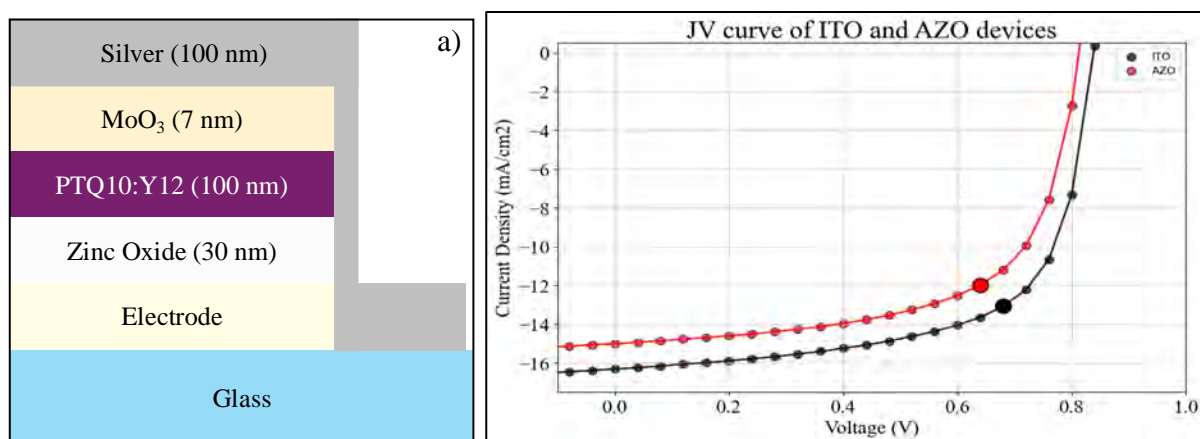 a)
Silver (100 nm)
MoO₃ (7 nm)
PTQ10:Y12 (100 nm)
Zinc Oxide (30 nm)
Electrode
Glass
JV curve of ITO and AZO devices
ITO
AZO
Current Density (mA/cm2)
0
−2
−4
−6
−8
−10
−12
−14
−16
0.0
0.2
0.4
0.6
0.8
1.0
Voltage (V)